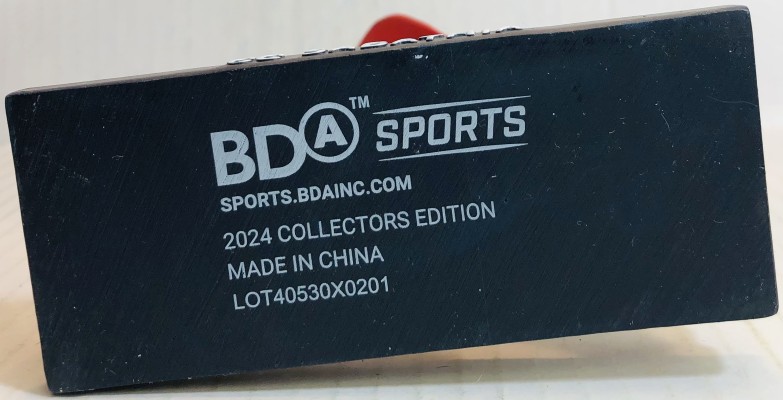 BDA™ SPORTS
SPORTS.BDAINC.COM
2024 COLLECTORS EDITION
MADE IN CHINA
LOT40530X0201